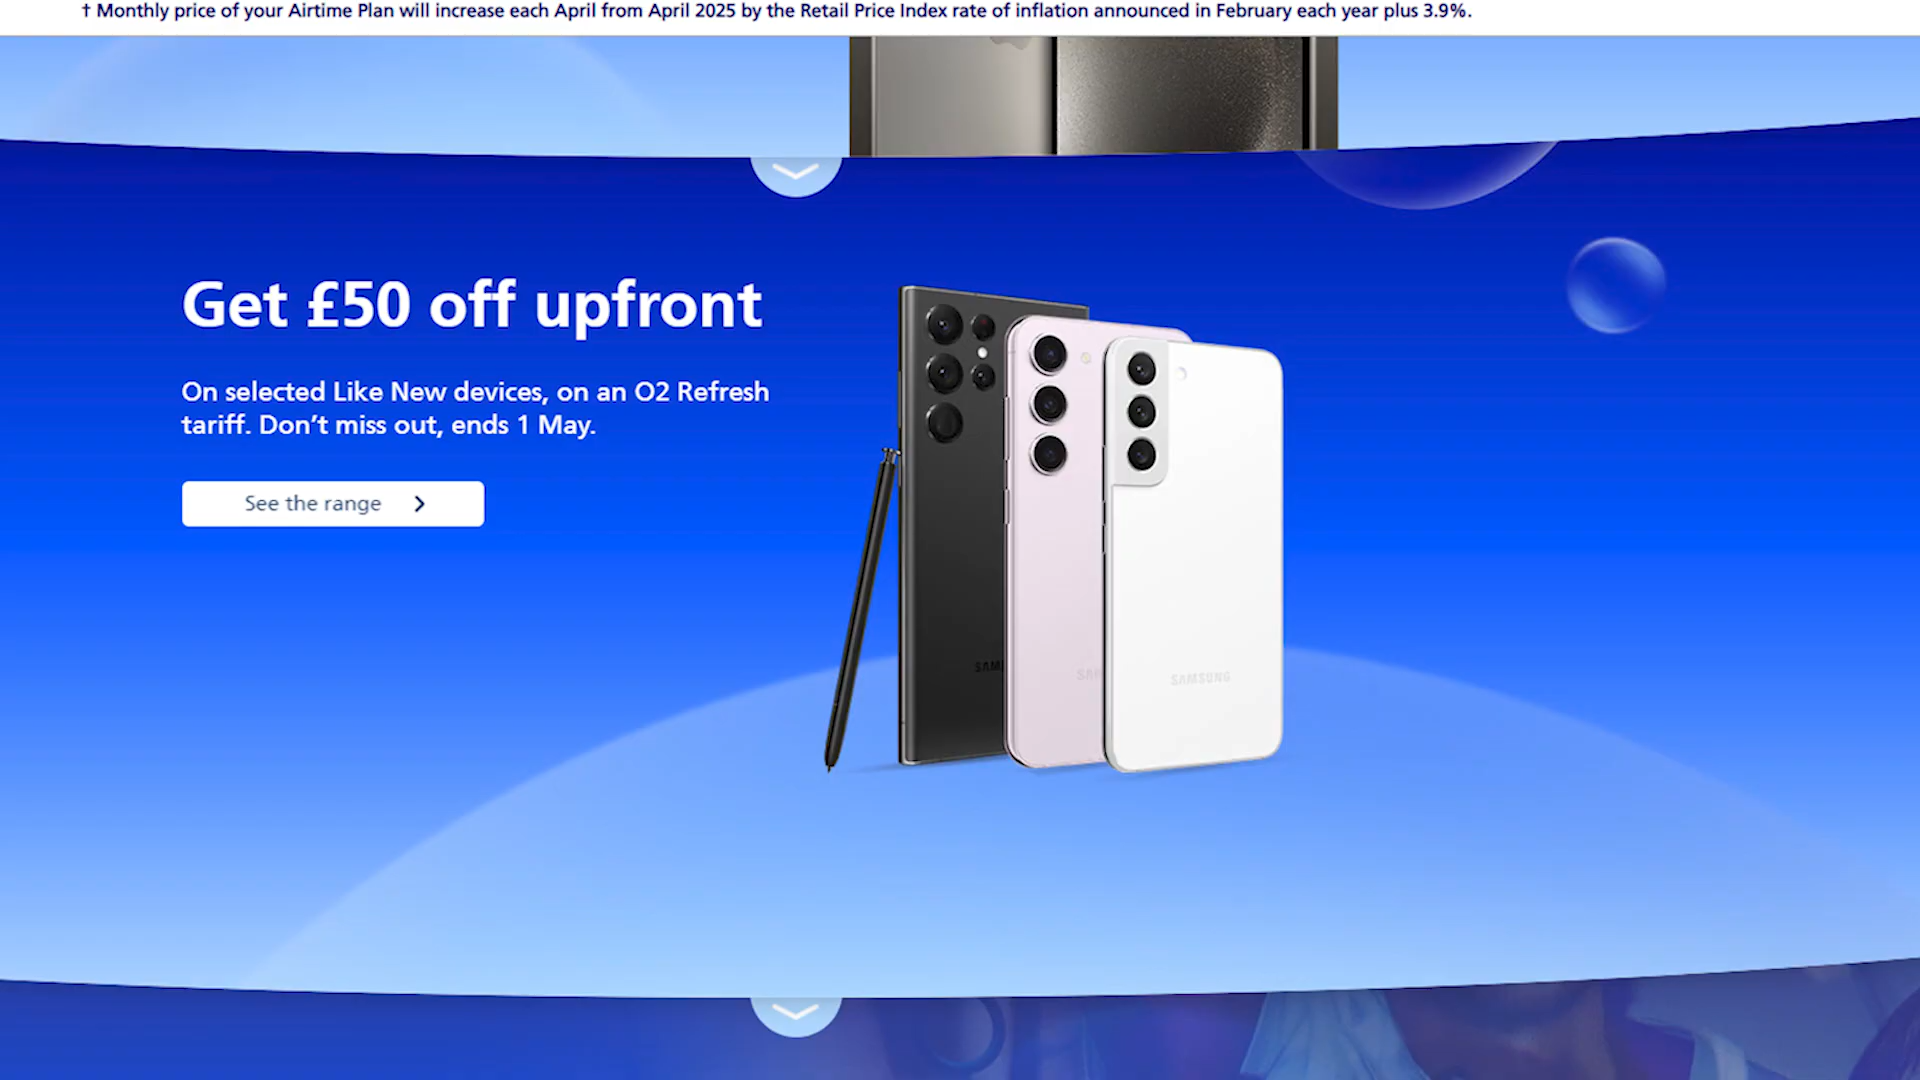 † Monthly price of your Airtime Plan will increase each April from April 2025 by the Retail Price Index rate of inflation announced in February each year plus 3.9%.
Get £50 off upfront
On selected Like New devices, on an O2 Refresh
tariff. Don’t miss out, ends 1 May.
See the range
SAM
SAM
SAMSUNG